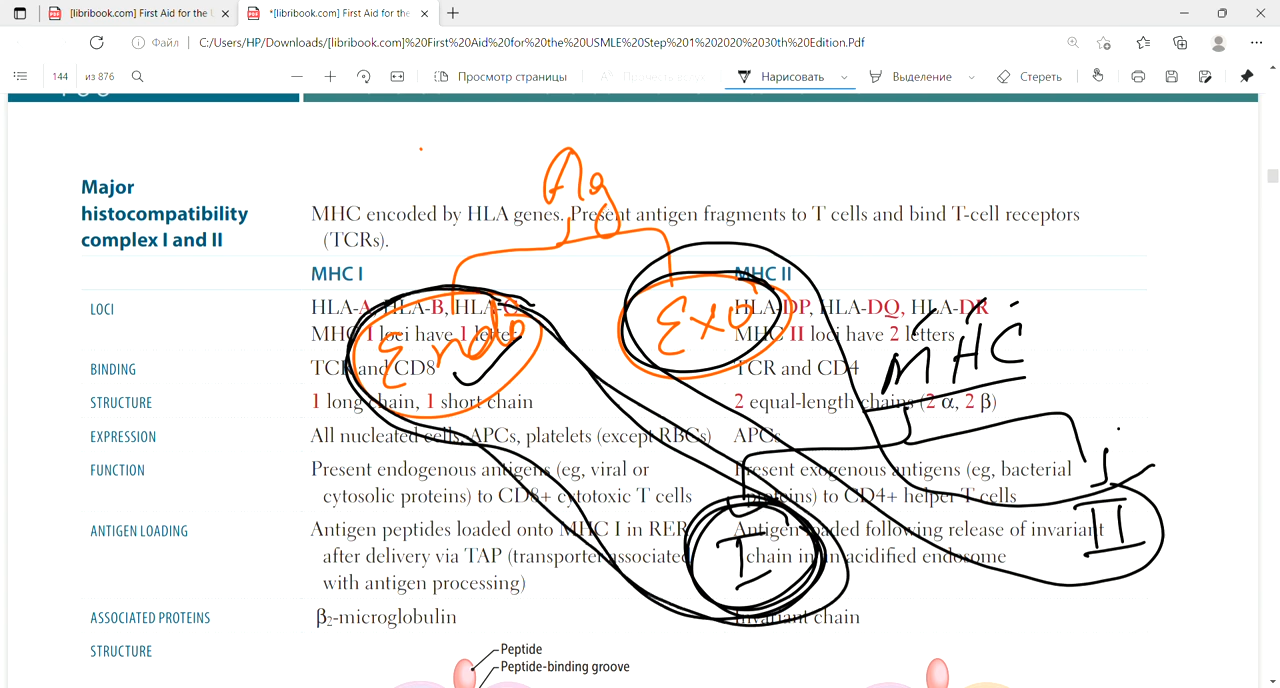 [libribook.com] First Aid for the U
*[libribook.com] First Aid for the
Файл C:/Users/HP/Downloads/[libribook.com]%20First%20Aid%20for%20the%20USMLE%20Step%201%202020%2030th%20Edition.Pdf
144 из 876 Просмотр страницы Нарисовать Выделение Стереть
Major
histocompatibility
complex I and II
MHC encoded by HLA genes. Present antigen fragments to T cells and bind T-cell receptors
(TCRs).
Ag
MHC I MHC II
LOCI HLA-A, HLA-B, HLA-C HLA-DP, HLA-DQ, HLA-DR
MHC I loci have 1 letter MHC II loci have 2 letters
Endo Exo MHC
BINDING TCR and CD8 TCR and CD4
STRUCTURE 1 long chain, 1 short chain 2 equal-length chains (2 α, 2 β)
EXPRESSION All nucleated cells, APCs, platelets (except RBCs) APCs
FUNCTION Present endogenous antigens (eg, viral or Present exogenous antigens (eg, bacterial
cytosolic proteins) to CD8+ cytotoxic T cells proteins) to CD4+ helper T cells
I II
ANTIGEN LOADING Antigen peptides loaded onto MHC I in RER Antigen loaded following release of invariant
after delivery via TAP (transporter associated chain in an acidified endosome
with antigen processing)
ASSOCIATED PROTEINS β2-microglobulin Invariant chain
STRUCTURE Peptide
Peptide-binding groove